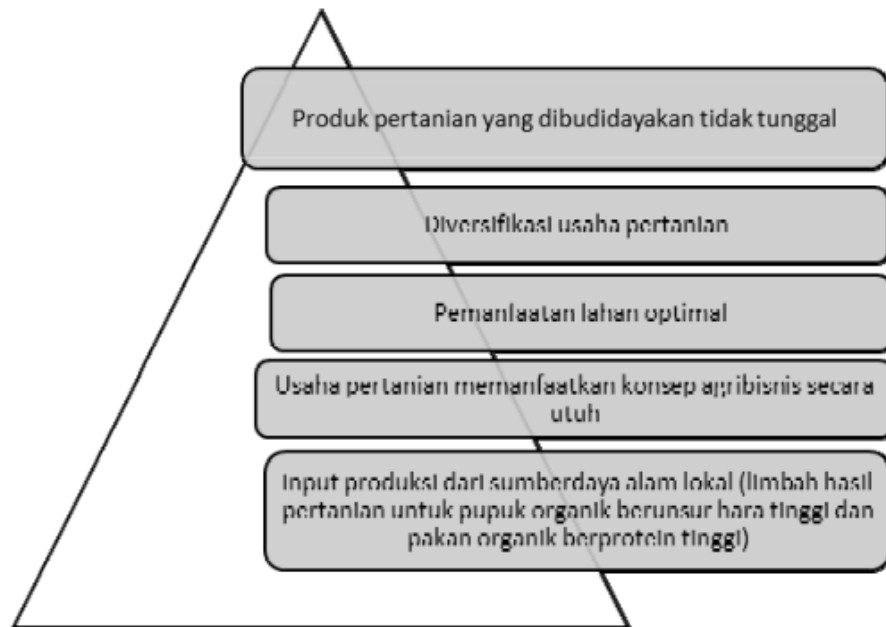 Produk pertanian yang dibudidayakan tidak tunggal
Diversifikasi usaha pertanian
Pemanfaatan lahan optimal
Usaha pertanian memanfaatkan konsep agribisnis secara
utuh
Input produksi dari sumberdaya alam lokal (limbah hasil
pertanian untuk pupuk organik berunsur hara tinggi dan
pakan organik berprotein tinggi)